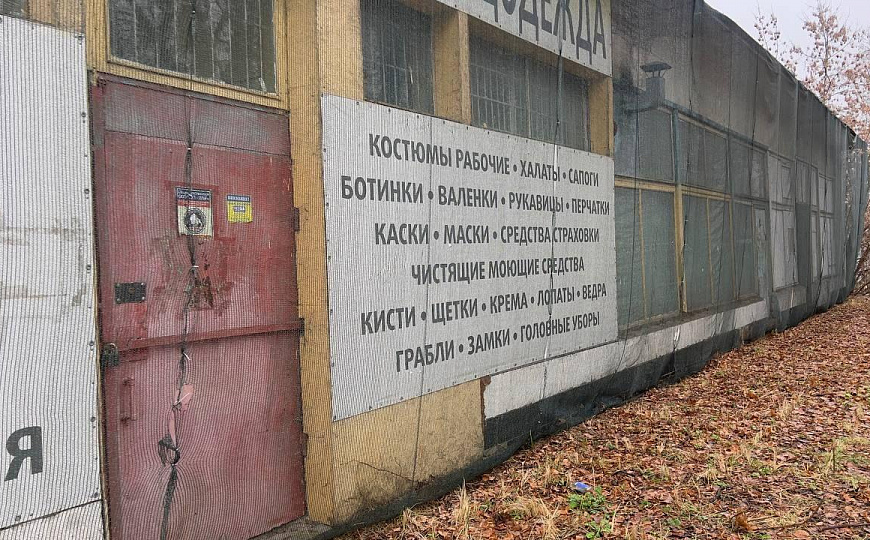 ЦОДЕЖДА
КОСТЮМЫ РАБОЧИЕ • ХАЛАТЫ • САПОГИ
БОТИНКИ • ВАЛЕНКИ • РУКАВИЦЫ • ПЕРЧАТКИ
КАСКИ • МАСКИ • СРЕДСТВА СТРАХОВКИ
ЧИСТЯЩИЕ МОЮЩИЕ СРЕДСТВА
КИСТИ • ЩЕТКИ • КРЕМА • ЛОПАТЫ • ВЕДРА
ГРАБЛИ • ЗАМКИ • ГОЛОВНЫЕ УБОРЫ
Я